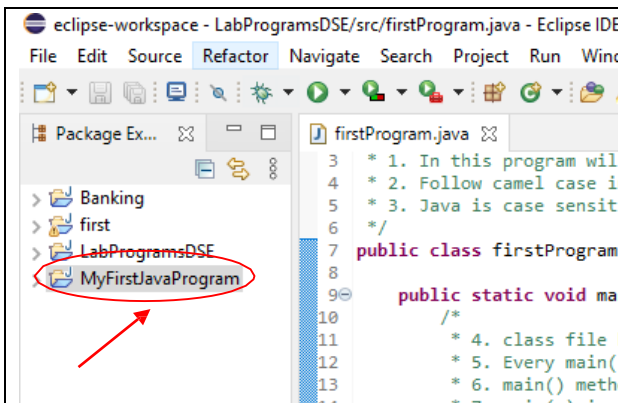 eclipse-workspace - LabProgramsDSE/src/firstProgram.java - Eclipse IDE
File Edit Source Refactor Navigate Search Project Run Wind
Package Ex...
Banking
first
LabProgramsDSE
MyFirstJavaProgram
firstProgram.java
3 * 1. In this program wil
4 * 2. Follow camel case i
5 * 3. Java is case sensit
6 */
7 public class firstProgram
8
9 public static void ma
10 /*
11 * 4. class file
12 * 5. Every main(
13 * 6. main() meth